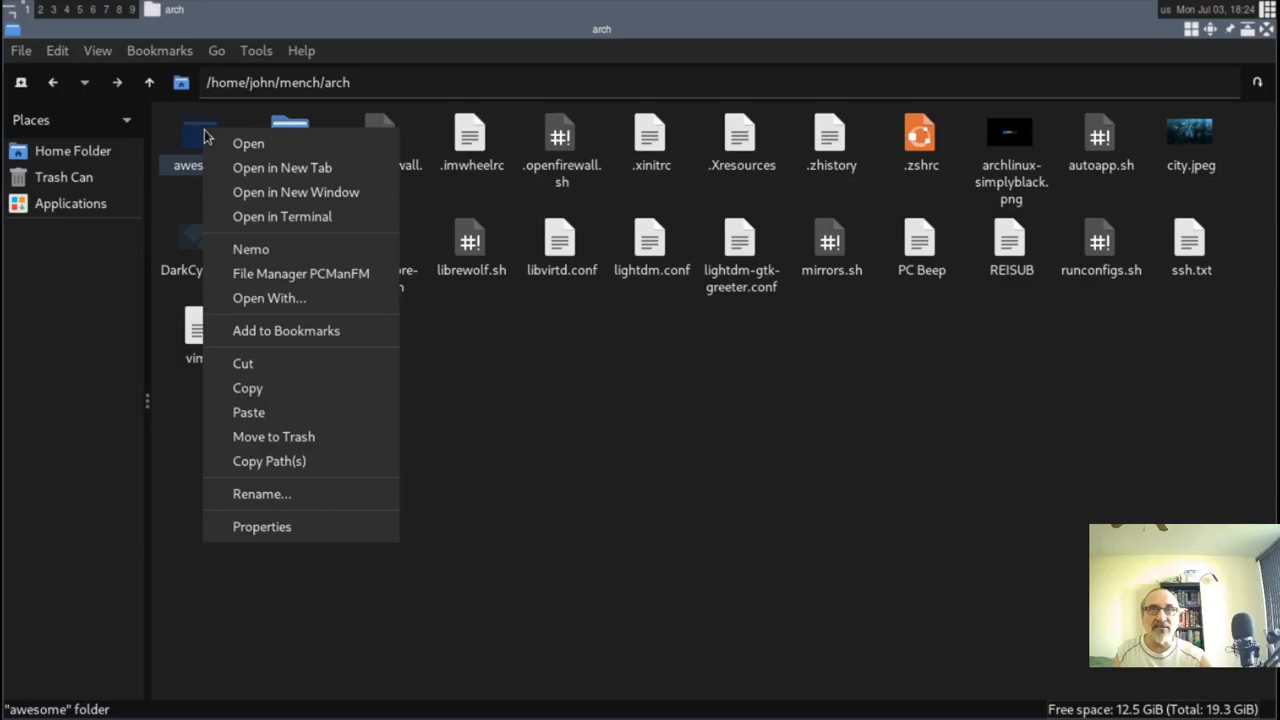 1 2 3 4 5 6 7 8 9 arch us Mon Jul 03, 18:24
arch
File Edit View Bookmarks Go Tools Help
/home/john/mench/arch
Places
Home Folder
Trash Can
Applications
awes
wall.
.imwheelrc
.openfirewall.
sh
.xinitrc
.Xresources
.zhistory
.zshrc
archlinux-
simplyblack.
png
autoapp.sh
city.jpeg
DarkCy
ore-
librewolf.sh
libvirtd.conf
lightdm.conf
lightdm-gtk-
greeter.conf
mirrors.sh
PC Beep
REISUB
runconfigs.sh
ssh.txt
vim
Open
Open in New Tab
Open in New Window
Open in Terminal
Nemo
File Manager PCManFM
Open With...
Add to Bookmarks
Cut
Copy
Paste
Move to Trash
Copy Path(s)
Rename...
Properties
"awesome" folder
Free space: 12.5 GiB (Total: 19.3 GiB)